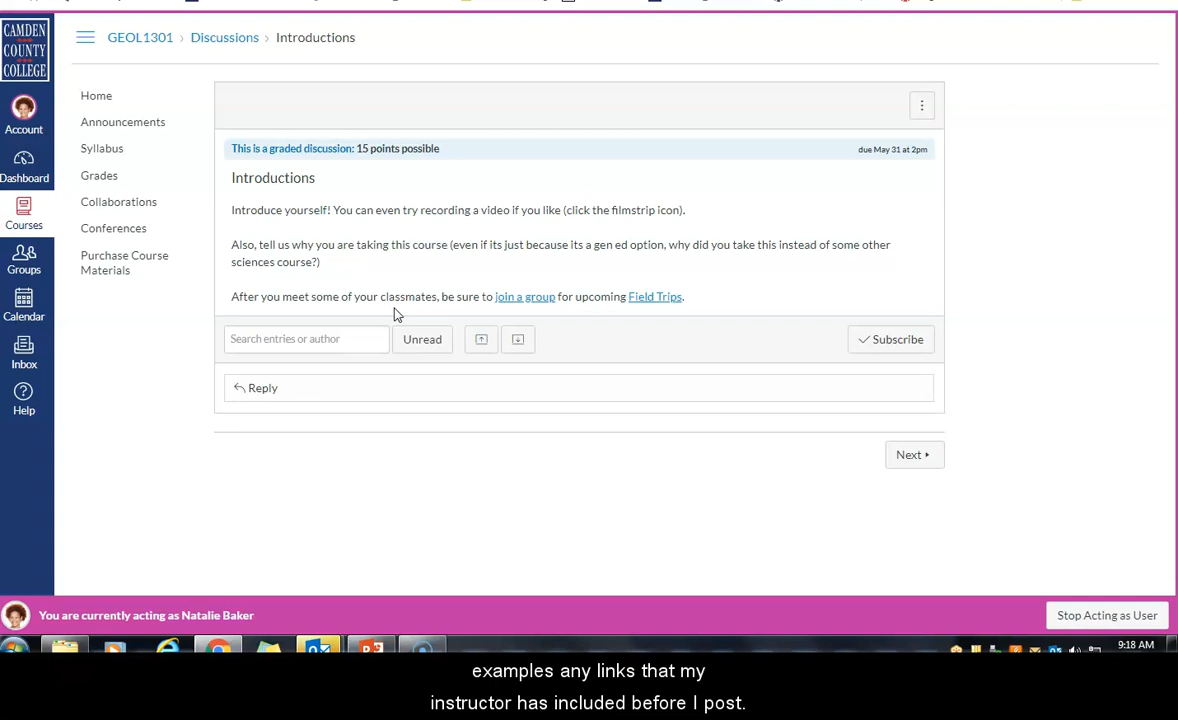 CAMDEN
COUNTY
COLLEGE
GEOL1301 › Discussions › Introductions
Account
Dashboard
Courses
Groups
Calendar
Inbox
Help
Home
Announcements
Syllabus
Grades
Collaborations
Conferences
Purchase Course
Materials
This is a graded discussion: 15 points possible
due May 31 at 2pm
Introductions
Introduce yourself! You can even try recording a video if you like (click the filmstrip icon).
Also, tell us why you are taking this course (even if its just because its a gen ed option, why did you take this instead of some other
sciences course?)
After you meet some of your classmates, be sure to join a group for upcoming Field Trips.
Search entries or author
Unread
Subscribe
Reply
Next
You are currently acting as Natalie Baker
Stop Acting as User
9:18 AM
examples any links that my
instructor has included before I post.